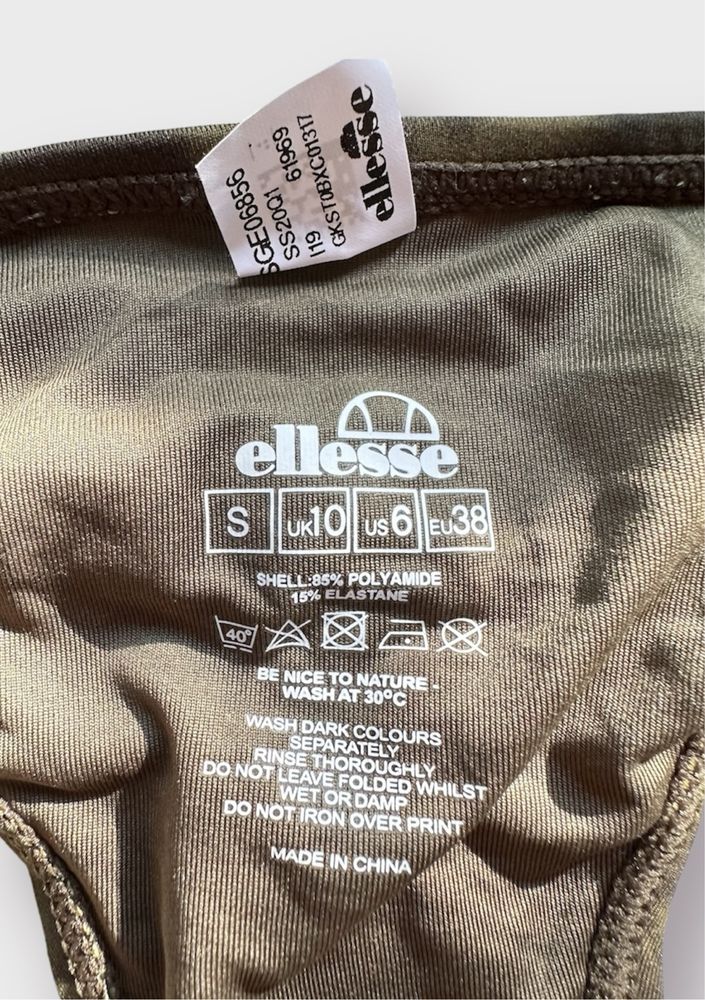 ellesse
SGE06856
SS20Q1 61969
I19
GKST0BXC01317
ellesse
S UK10 US6 EU38
SHELL:85% POLYAMIDE
15% ELASTANE
40°
BE NICE TO NATURE -
WASH AT 30°C
WASH DARK COLOURS
SEPARATELY
RINSE THOROUGHLY
DO NOT LEAVE FOLDED WHILST
WET OR DAMP
DO NOT IRON OVER PRINT
MADE IN CHINA